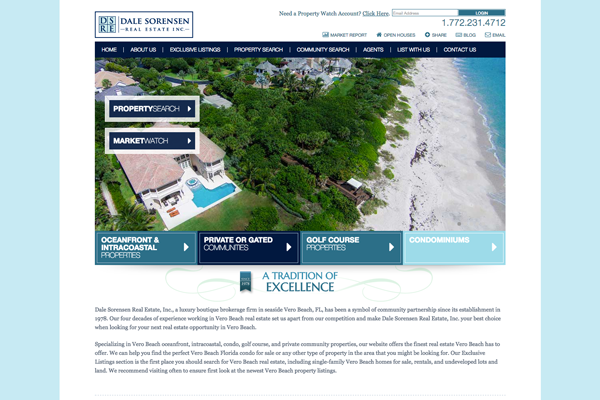 DS
RE
DALE SORENSEN
REAL ESTATE INC.
Need a Property Watch Account? Click Here.
Email Address
LOGIN
1.772.231.4712
MARKET REPORT OPEN HOUSES SHARE BLOG EMAIL
HOME | ABOUT US | EXCLUSIVE LISTINGS | PROPERTY SEARCH | COMMUNITY SEARCH | AGENTS | LIST WITH US | CONTACT US
PROPERTYSEARCH
MARKETWATCH
OCEANFRONT &
INTRACOASTAL
PROPERTIES
PRIVATE OR GATED
COMMUNITIES
GOLF COURSE
PROPERTIES
CONDOMINIUMS
A TRADITION OF
EXCELLENCE
Dale Sorensen Real Estate, Inc., a luxury boutique brokerage firm in seaside Vero Beach, FL, has been a symbol of community partnership since its establishment in
1978. Our four decades of experience working in Vero Beach real estate set us apart from our competition and make Dale Sorensen Real Estate, Inc. your best choice
when looking for your next real estate opportunity in Vero Beach.
Specializing in Vero Beach oceanfront, intracoastal, condo, golf course, and private community properties, our website offers the finest real estate Vero Beach has to
offer. We can help you find the perfect Vero Beach Florida condo for sale or any other type of property in the area that you might be looking for. Our Exclusive
Listings section is the first place you should search for Vero Beach real estate, including single-family Vero Beach homes for sale, rentals, and undeveloped lots and
land. We recommend visiting often to ensure first look at the newest Vero Beach property listings.